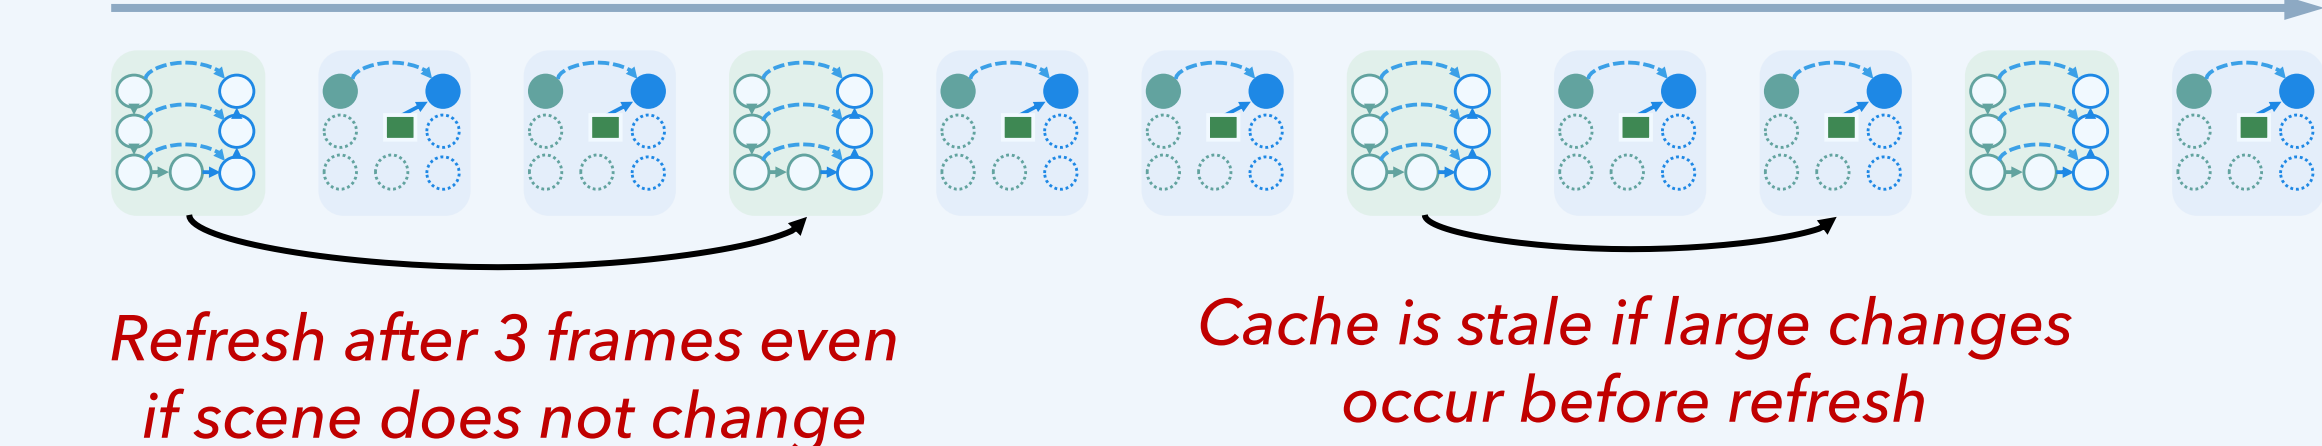 Refresh after 3 frames even
if scene does not change
Cache is stale if large changes
occur before refresh